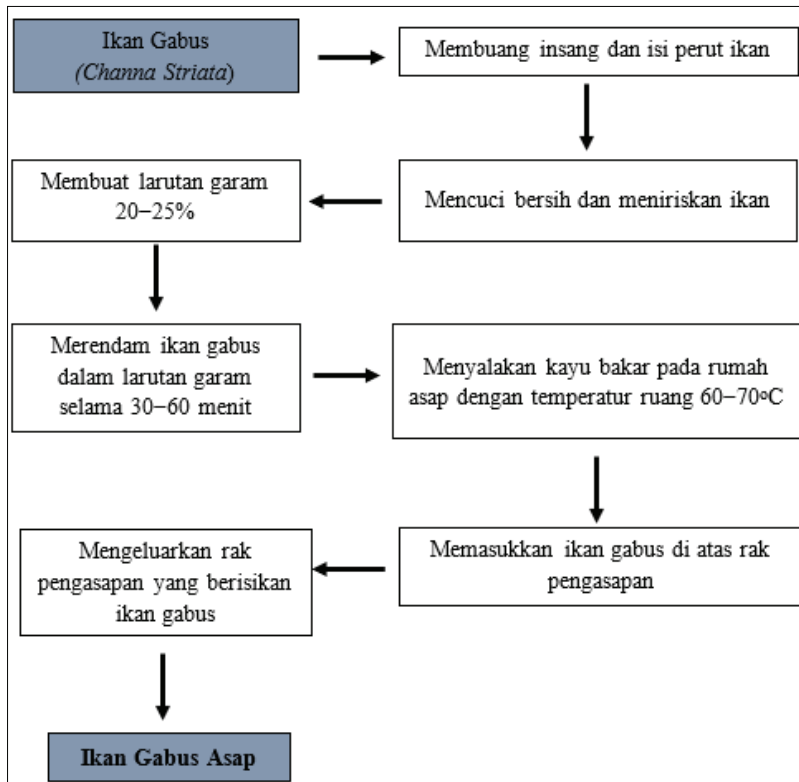 Ikan Gabus
(Channa Striata)
Membuang insang dan isi perut ikan
Mencuci bersih dan meniriskan ikan
Membuat larutan garam
20–25%
Merendam ikan gabus
dalam larutan garam
selama 30–60 menit
Menyalakan kayu bakar pada rumah
asap dengan temperatur ruang 60–70°C
Memasukkan ikan gabus di atas rak
pengasapan
Mengeluarkan rak
pengasapan yang berisikan
ikan gabus
Ikan Gabus Asap